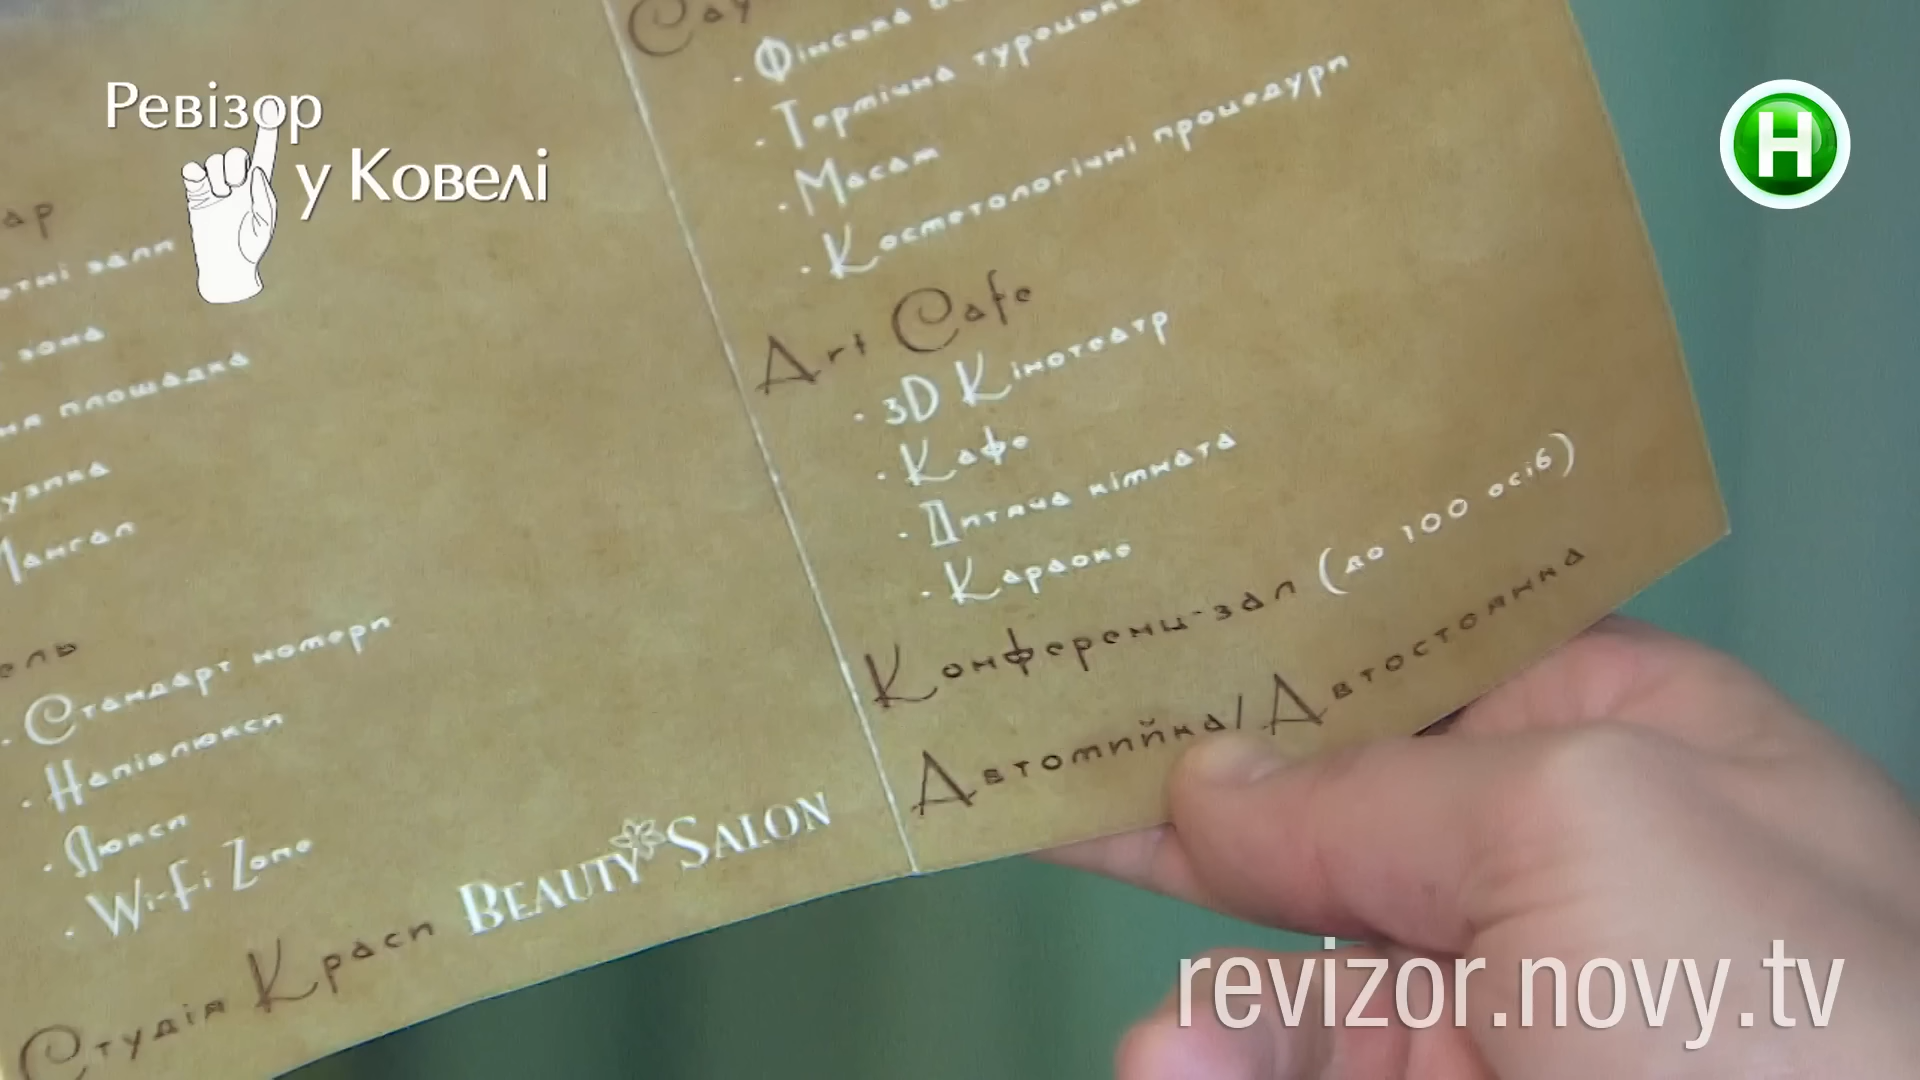 Ревізор
у Ковелі
Н
зали
зона
площадка
Мангал
Стандарт номери
Напівлюкси
Люкси
Wi-Fi Zone
Студія Краси BEAUTY SALON
Фінська
Термічна турецька
Масаж
Косметологічні процедури
Art Cafe
3D Кінотеатр
Кафе
Дитяча кімната
Караоке
Конференц-зал (до 100 осіб)
Автомийка/Автостоянка
revizor.novy.tv